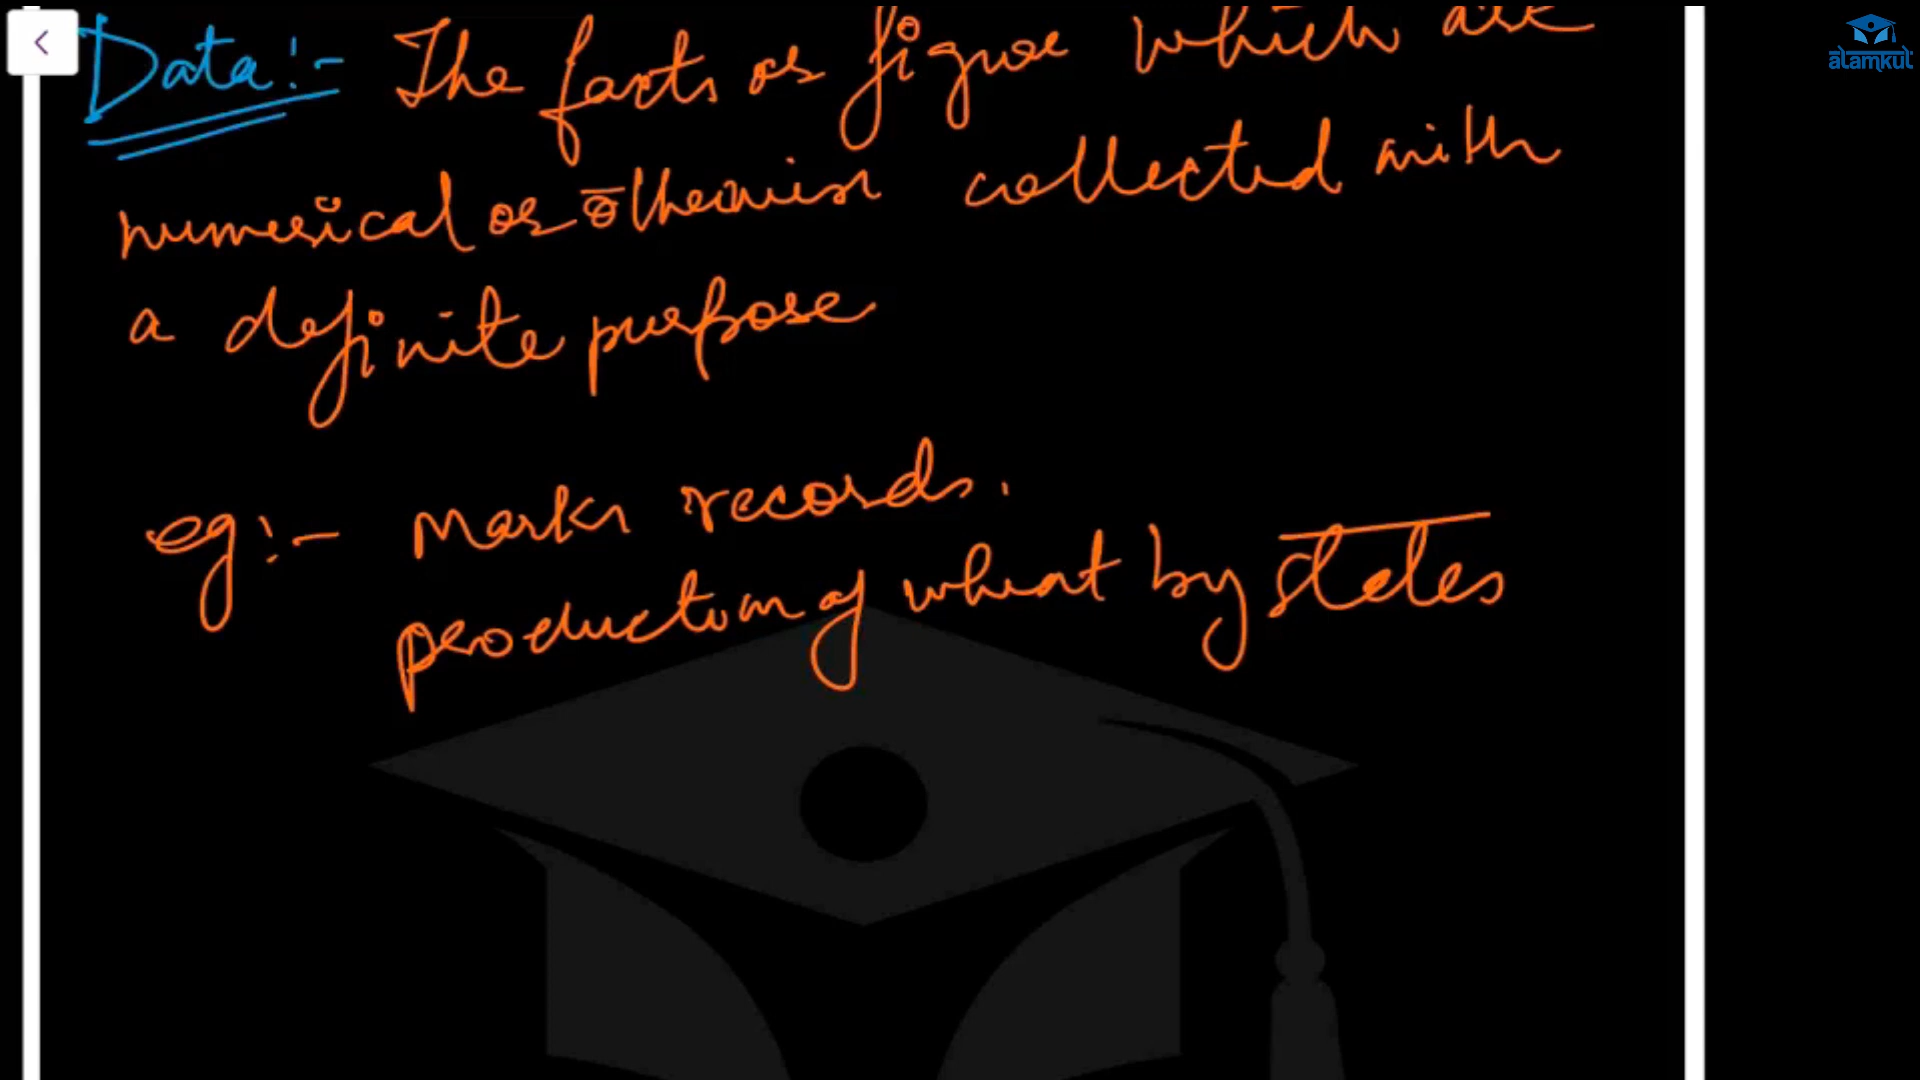 Data:- The facts or figure which are
numerical or otherwise collected with
a definite purpose
eg:- Marks records.
production of wheat by states
alamkul